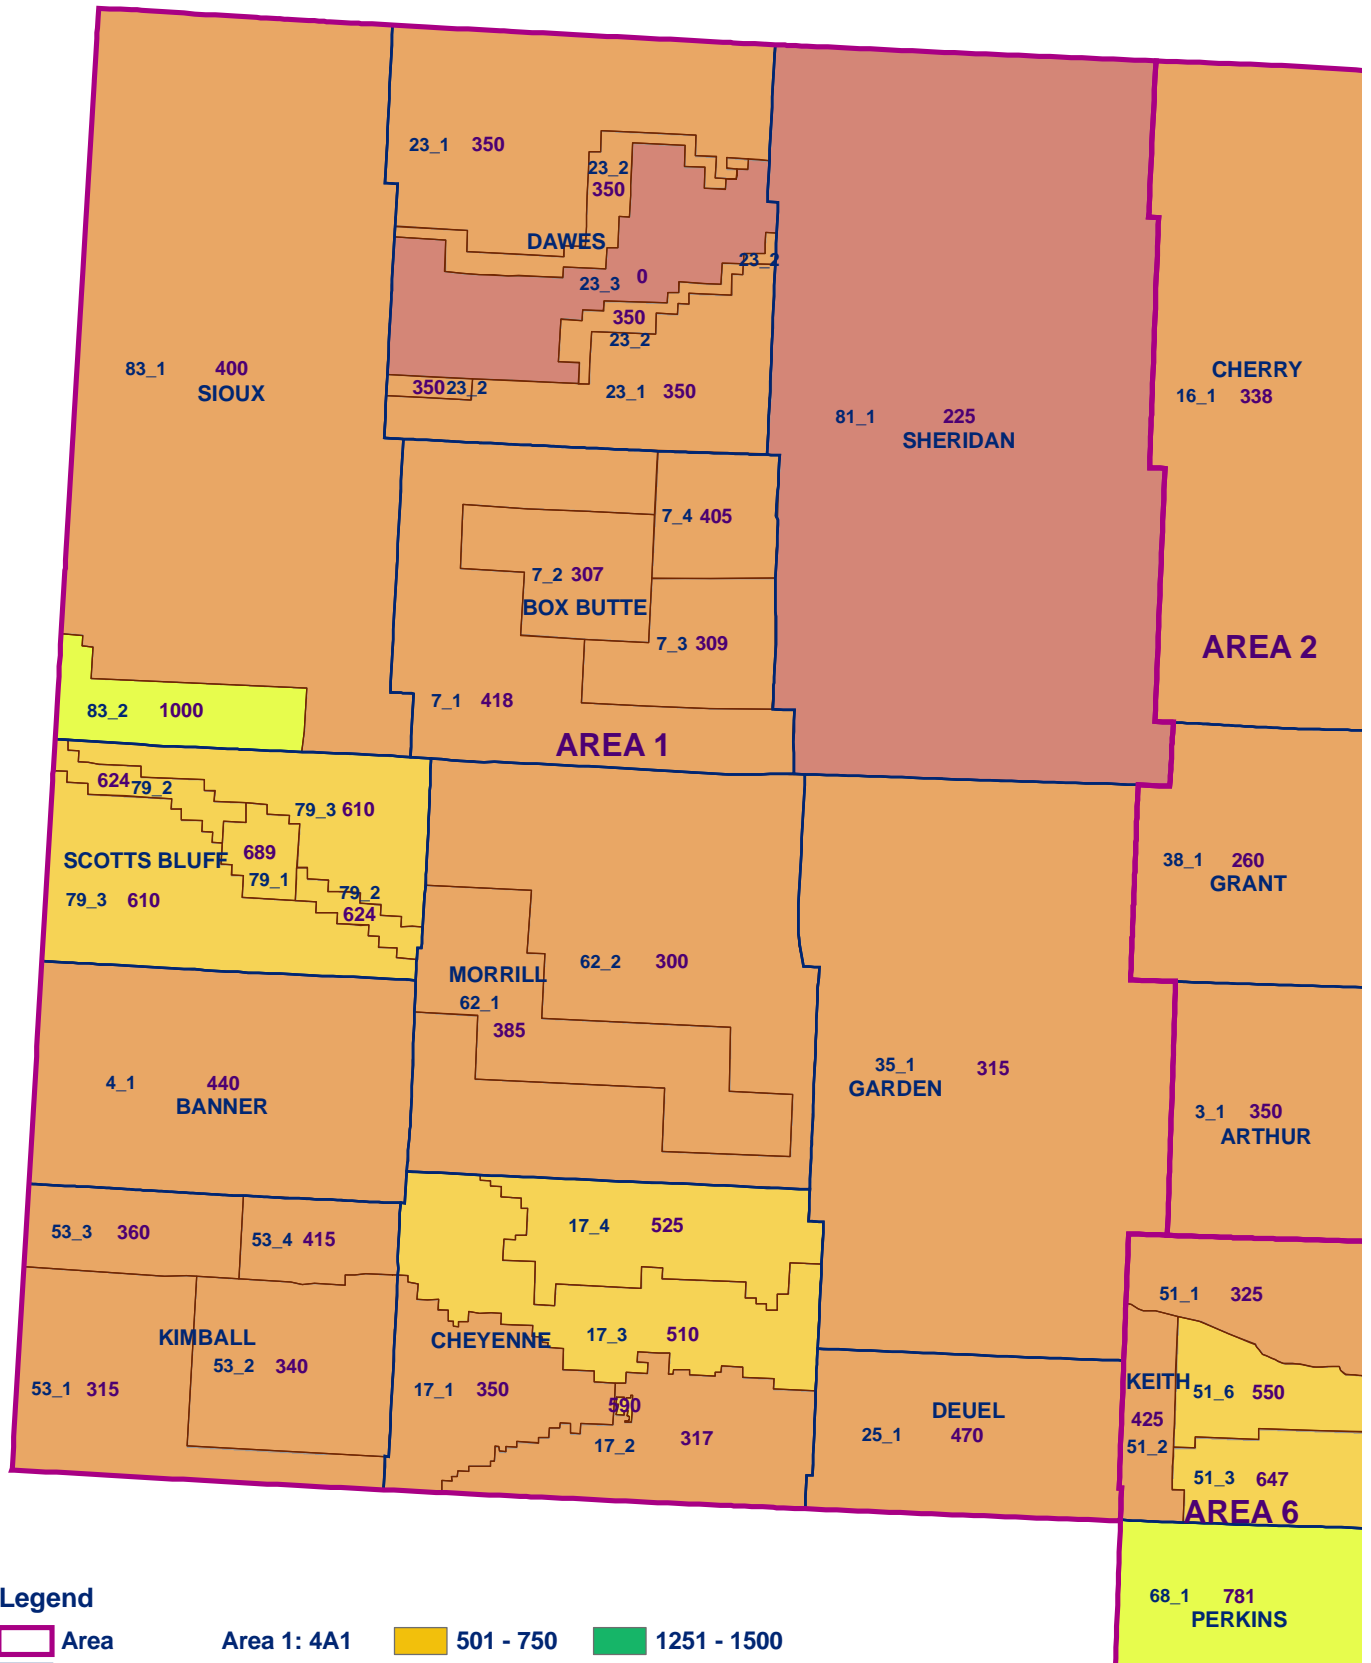 23_1 350
23_2
350
DAWES
23_2
23_3 0
350
23_2
350 23_2
23_1 350
83_1 400
SIOUX
81_1 225
SHERIDAN
CHERRY
16_1 338
7_4 405
7_2 307
BOX BUTTE
7_3 309
AREA 2
7_1 418
83_2 1000
AREA 1
624 79_2
79_3 610
SCOTTS BLUFF
689
79_1
79_2
79_3 610
624
38_1 260
GRANT
62_2 300
MORRILL
62_1
385
35_1 315
GARDEN
4_1 440
BANNER
3_1 350
ARTHUR
53_3 360
53_4 415
17_4 525
51_1 325
KIMBALL
CHEYENNE
17_3 510
53_2 340
53_1 315
17_1 350
590
17_2 317
DEUEL
25_1 470
KEITH
51_6 550
425
51_2
51_3 647
AREA 6
68_1 781
PERKINS
Legend
Area
Area 1: 4A1
501 - 750
1251 - 1500